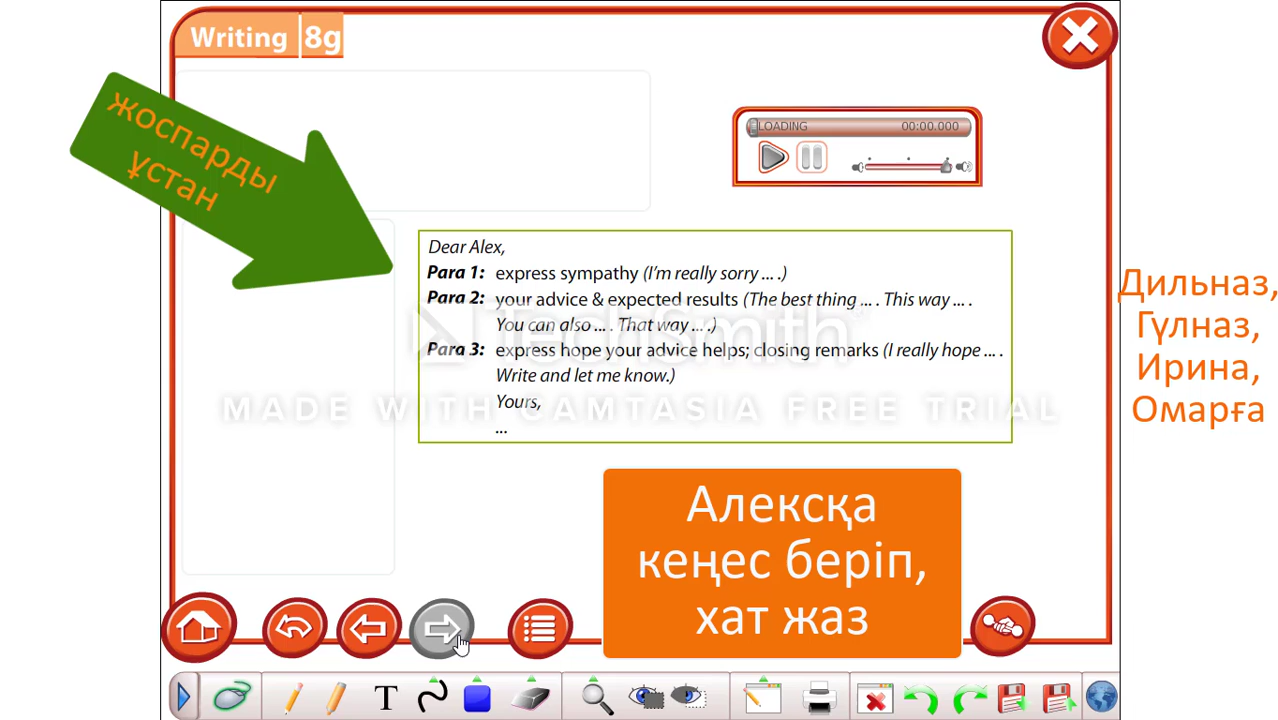 Writing 8g
жоспарды
ұстан
LOADING 00:00.000
Dear Alex,
Para 1: express sympathy (I'm really sorry ... .)
Para 2: your advice & expected results (The best thing ... . This way ... .
You can also ... . That way ... .)
Para 3: express hope your advice helps; closing remarks (I really hope ... .
Write and let me know.)
Yours,
...
TechSmith
MADE WITH CAMTASIA FREE TRIAL
Дильназ,
Гүлназ,
Ирина,
Омарға
Алексқа
кеңес беріп,
хат жаз
T